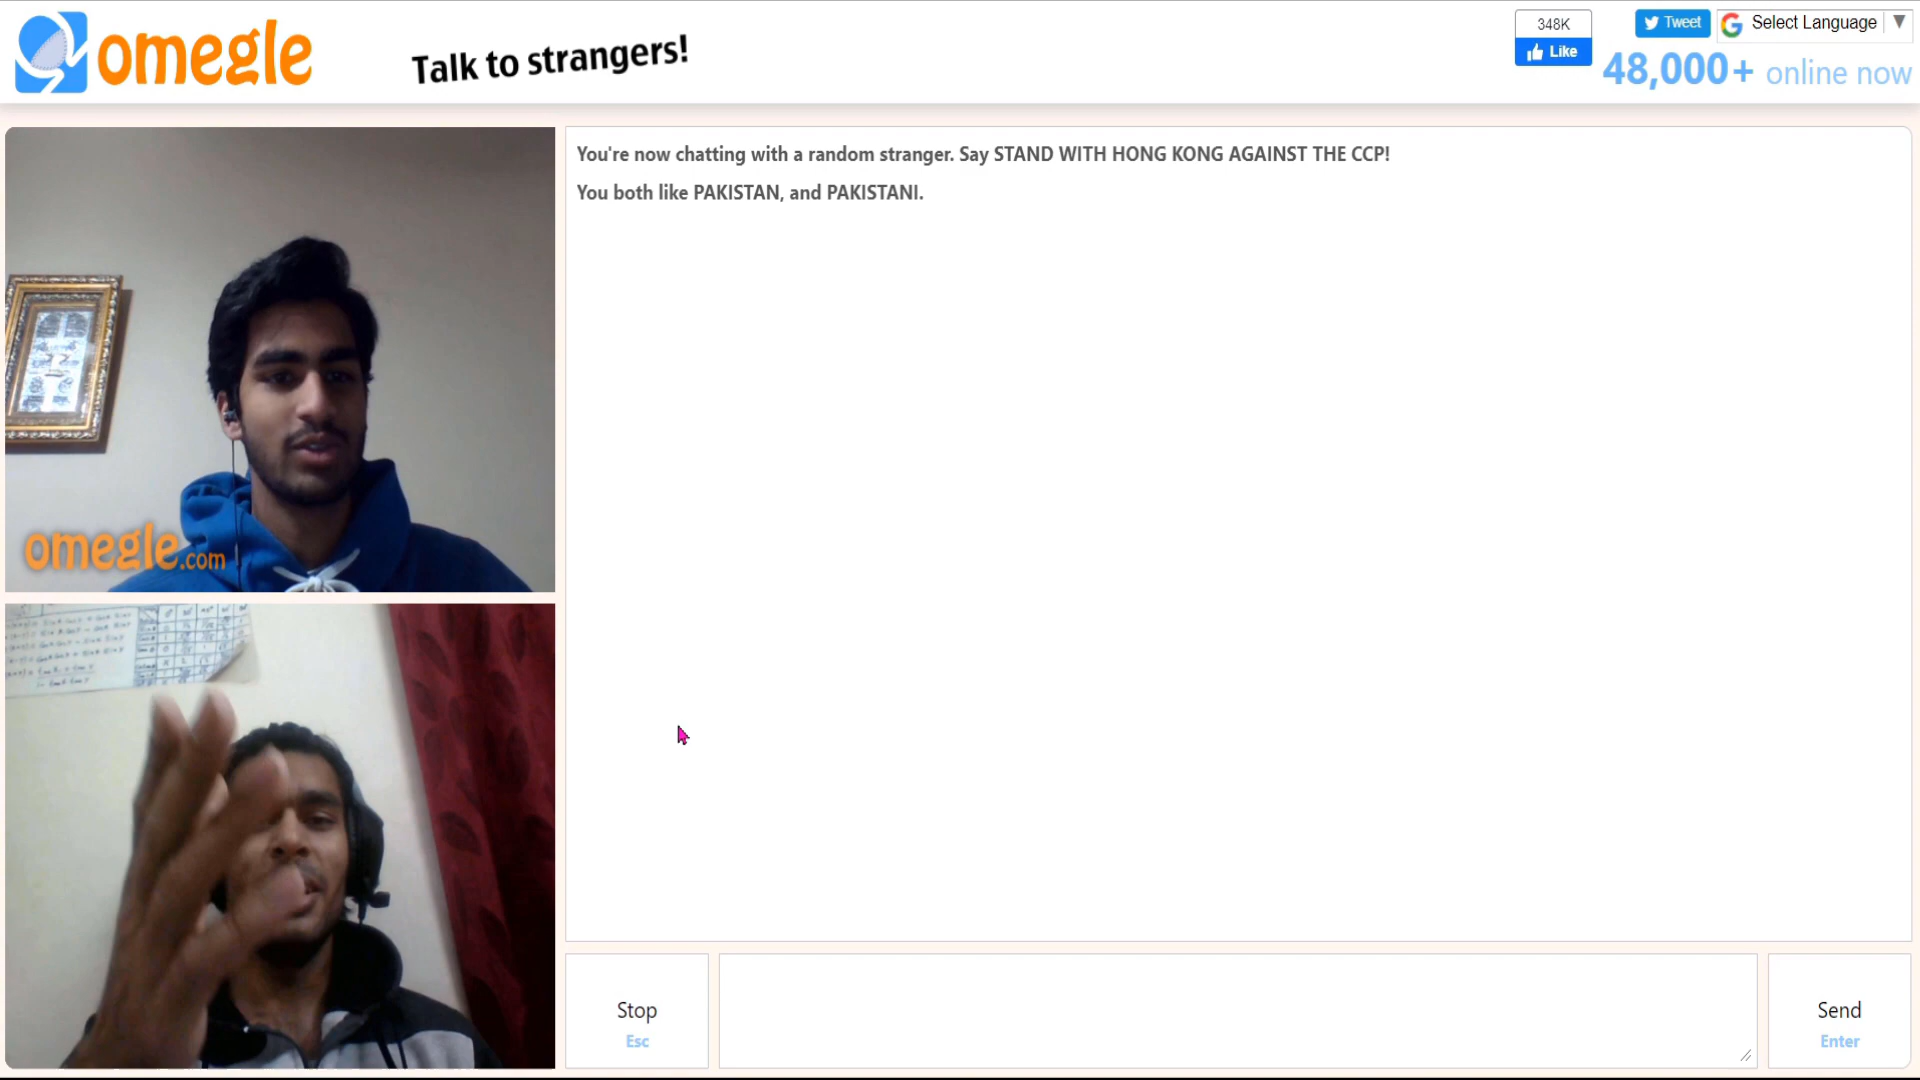 omegle
Talk to strangers!
348K
Like
Tweet
Select Language
48,000+ online now
You're now chatting with a random stranger. Say STAND WITH HONG KONG AGAINST THE CCP!
You both like PAKISTAN, and PAKISTANI.
omegle.com
Stop
Esc
Send
Enter